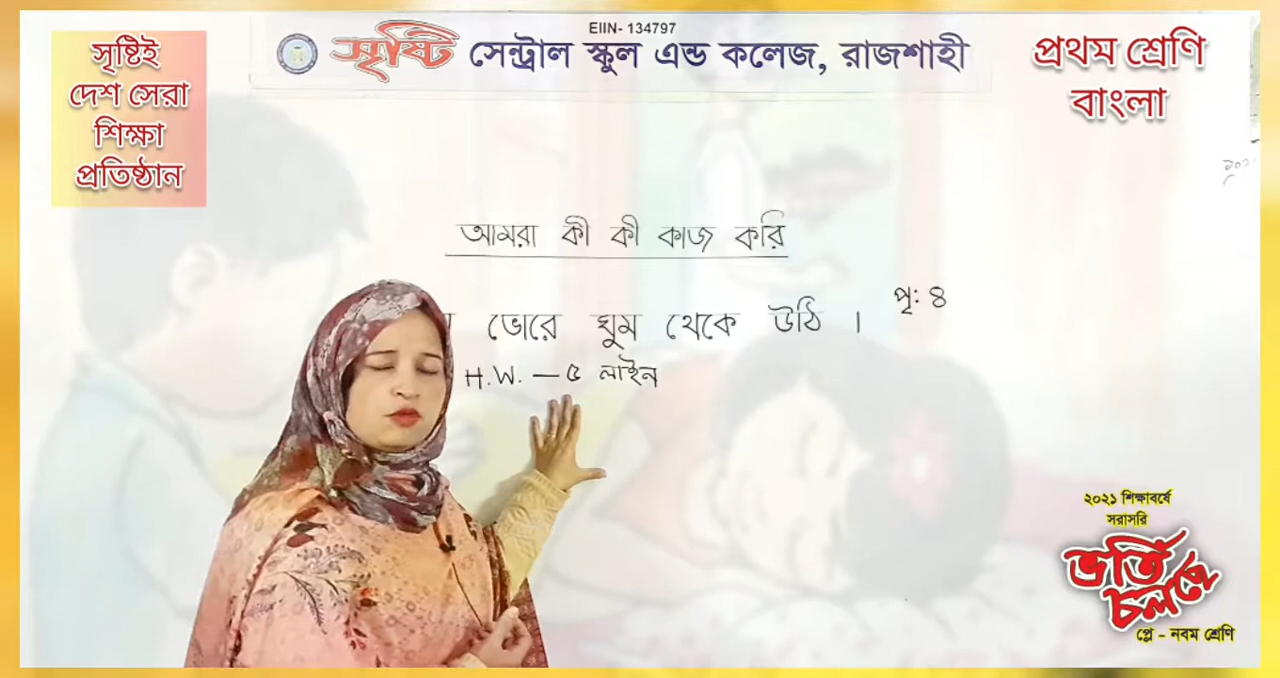 সৃষ্টিই
দেশ সেরা
শিক্ষা
প্রতিষ্ঠান
EIIN- 134797
সৃষ্টি সেন্ট্রাল স্কুল এন্ড কলেজ, রাজশাহী
প্রথম শ্রেণি
বাংলা
আমরা কী কী কাজ করি
ভোরে ঘুম থেকে উঠি । পৃঃ ৪
H.W. — ৫ লাইন
২০২১ শিক্ষাবর্ষে
সরাসরি
ভর্তি
চলছে
প্লে - নবম শ্রেণি